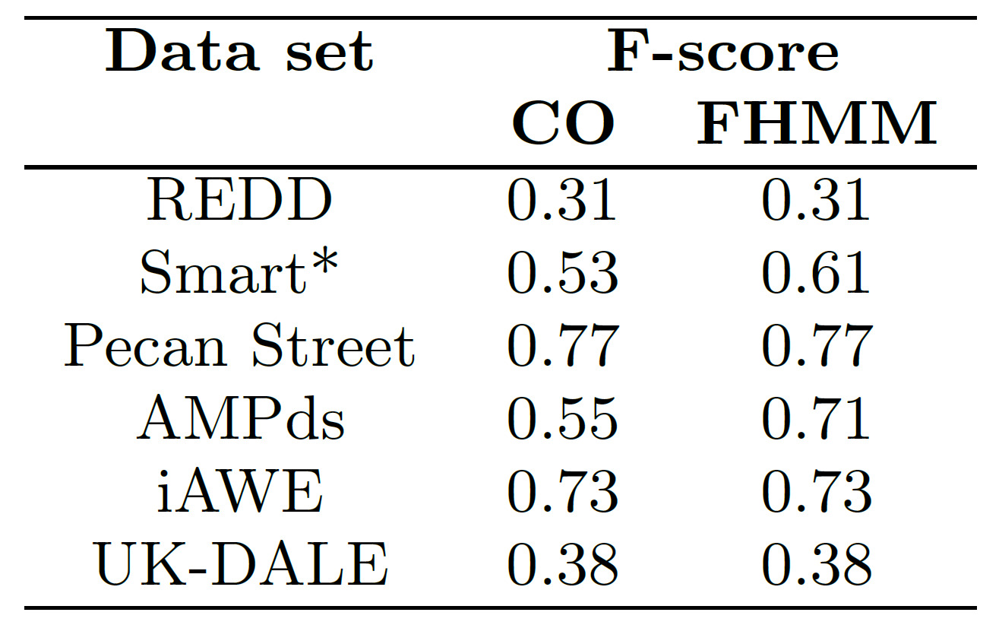 Data set F-score
CO FHMM
REDD 0.31 0.31
Smart* 0.53 0.61
Pecan Street 0.77 0.77
AMPds 0.55 0.71
iAWE 0.73 0.73
UK-DALE 0.38 0.38